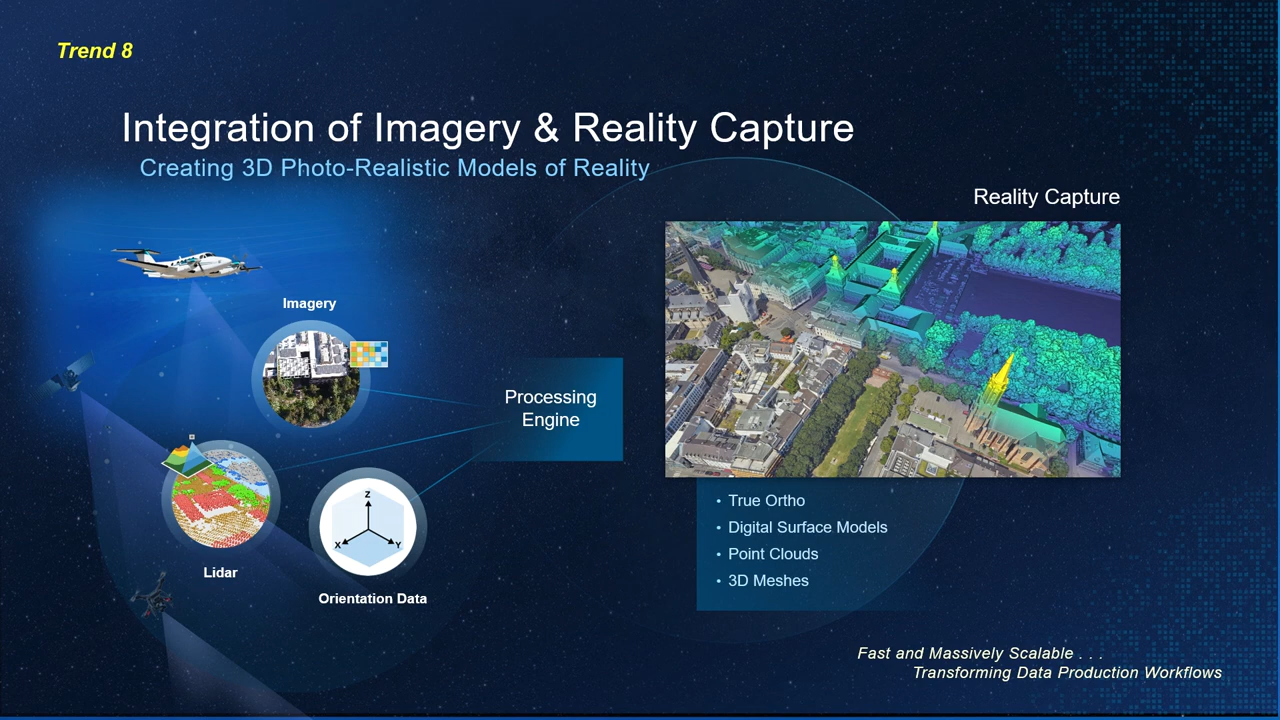 Trend 8
Integration of Imagery & Reality Capture
Creating 3D Photo-Realistic Models of Reality
Reality Capture
Imagery
Processing
Engine
Z
X
Y
Lidar
Orientation Data
• True Ortho
• Digital Surface Models
• Point Clouds
• 3D Meshes
Fast and Massively Scalable . . .
Transforming Data Production Workflows